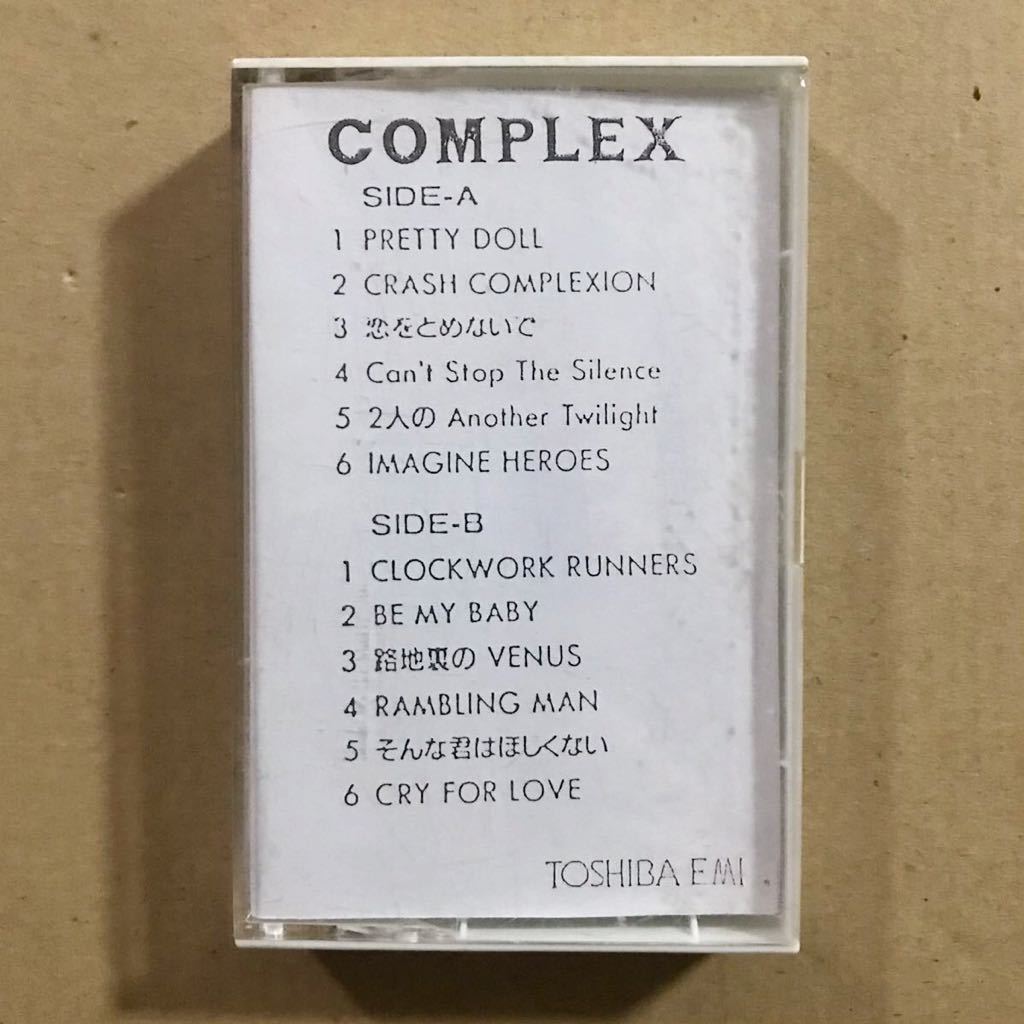 COMPLEX
SIDE-A
1 PRETTY DOLL
2 CRASH COMPLEXION
3 恋をとめないで
4 Can't Stop The Silence
5 2人の Another Twilight
6 IMAGINE HEROES
SIDE-B
1 CLOCKWORK RUNNERS
2 BE MY BABY
3 路地裏の VENUS
4 RAMBLING MAN
5 そんな君はほしくない
6 CRY FOR LOVE
TOSHIBA EMI